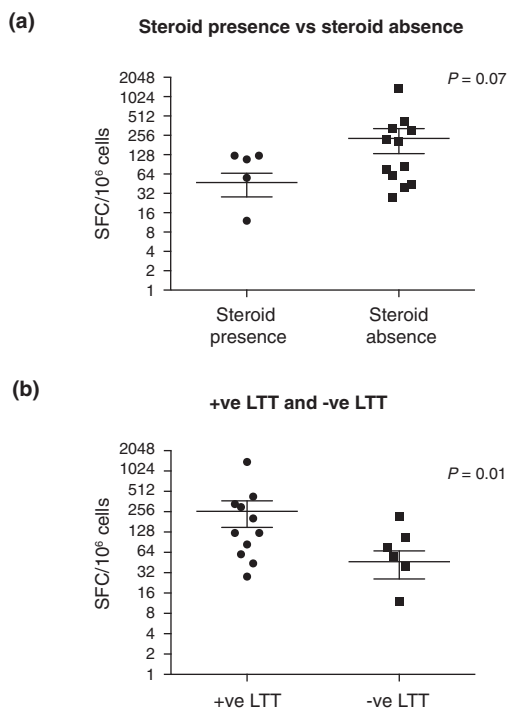 (a)
Steroid presence vs steroid absence
P = 0.07
2048
1024
512
256
128
64
32
16
8
4
2
1
SFC/10⁶ cells
Steroid
presence
Steroid
absence
(b)
+ve LTT and -ve LTT
P = 0.01
2048
1024
512
256
128
64
32
16
8
4
2
1
SFC/10⁶ cells
+ve LTT
-ve LTT